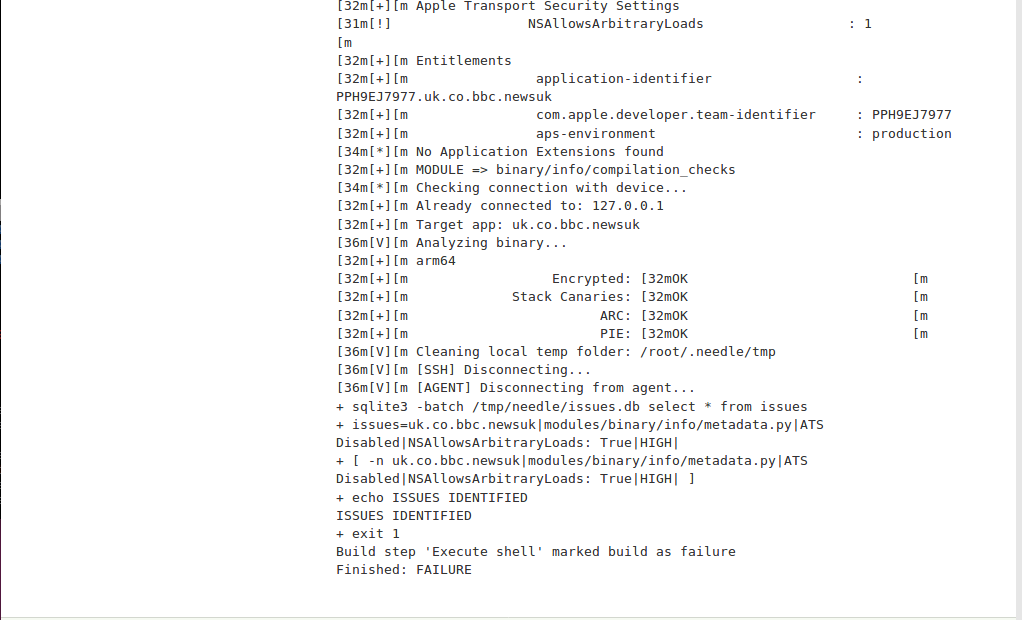 [32m[+][m Apple Transport Security Settings
[31m[!]               NSAllowsArbitraryLoads                  : 1
[m
[32m[+][m Entitlements
[32m[+][m                application-identifier                  :
PPH9EJ7977.uk.co.bbc.newsuk
[32m[+][m                com.apple.developer.team-identifier     : PPH9EJ7977
[32m[+][m                aps-environment                         : production
[34m[*][m No Application Extensions found
[32m[+][m MODULE => binary/info/compilation_checks
[34m[*][m Checking connection with device...
[32m[+][m Already connected to: 127.0.0.1
[32m[+][m Target app: uk.co.bbc.newsuk
[36m[V][m Analyzing binary...
[32m[+][m arm64
[32m[+][m                  Encrypted: [32mOK                            [m
[32m[+][m             Stack Canaries: [32mOK                            [m
[32m[+][m                        ARC: [32mOK                            [m
[32m[+][m                        PIE: [32mOK                            [m
[36m[V][m Cleaning local temp folder: /root/.needle/tmp
[36m[V][m [SSH] Disconnecting...
[36m[V][m [AGENT] Disconnecting from agent...
+ sqlite3 -batch /tmp/needle/issues.db select * from issues
+ issues=uk.co.bbc.newsuk|modules/binary/info/metadata.py|ATS
Disabled|NSAllowsArbitraryLoads: True|HIGH|
+ [ -n uk.co.bbc.newsuk|modules/binary/info/metadata.py|ATS
Disabled|NSAllowsArbitraryLoads: True|HIGH| ]
+ echo ISSUES IDENTIFIED
ISSUES IDENTIFIED
+ exit 1
Build step 'Execute shell' marked build as failure
Finished: FAILURE